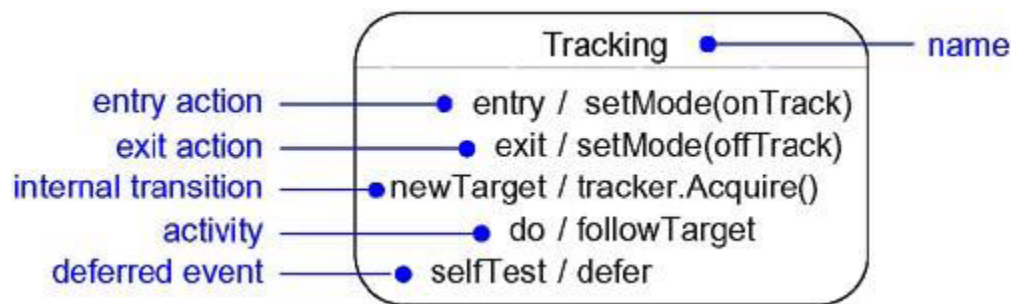 Tracking name
entry action entry / setMode(onTrack)
exit action exit / setMode(offTrack)
internal transition newTarget / tracker.Acquire()
activity do / followTarget
deferred event selfTest / defer